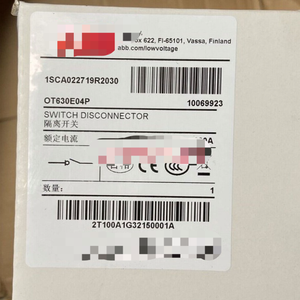 x 622, FI-65101, Vassa, Finland
abb.com/lowvoltage
1SCA022719R2030
OT630E04P 10069923
SWITCH DISCONNECTOR
隔离开关
额定电流 A
数量: 1
2T100A1G32150001A